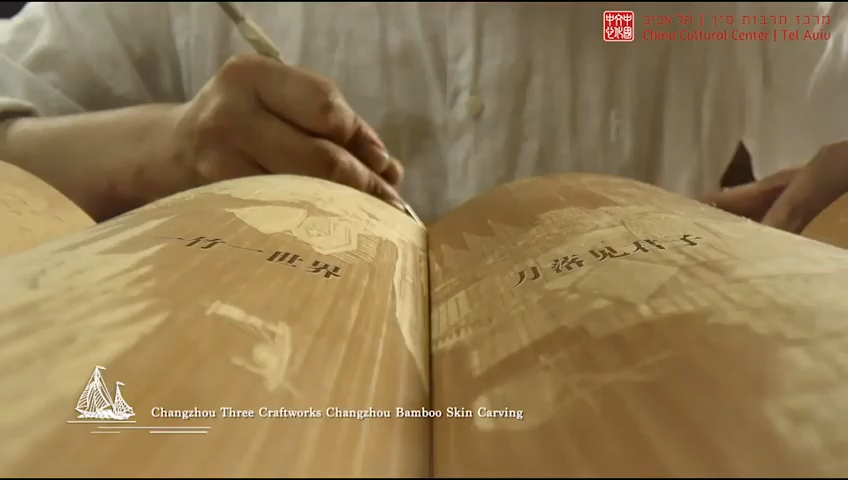 מרכז תרבות סין | תל אביב
China Cultural Center | Tel Aviv
一竹一世界
刀落见
Changzhou Three Craftworks Changzhou Bamboo Skin Carving